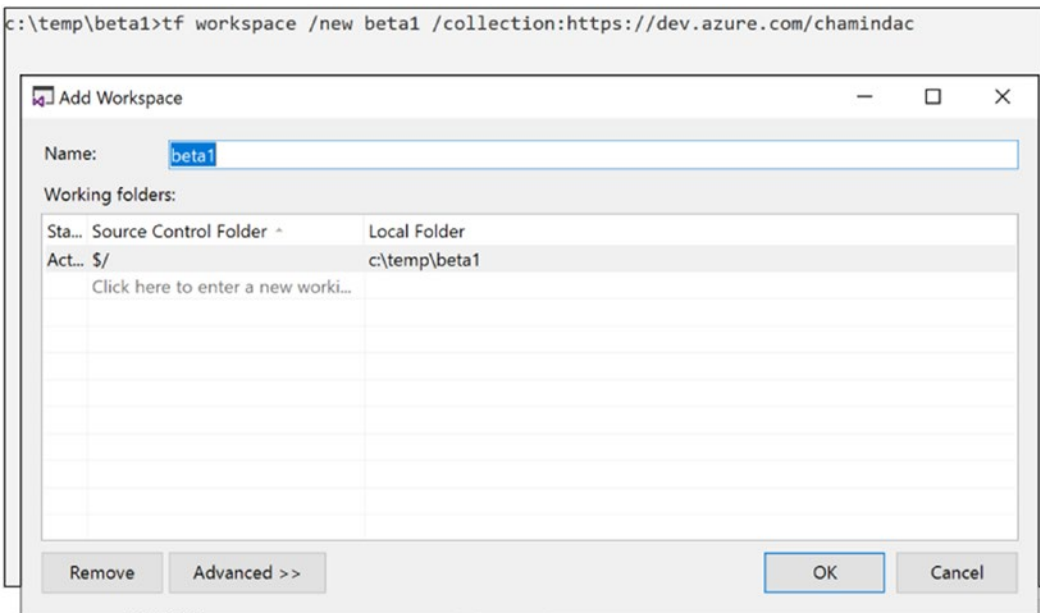 c:\temp\beta1>tf workspace /new beta1 /collection:https://dev.azure.com/chamindac
Add Workspace
Name: beta1
Working folders:
Sta... Source Control Folder Local Folder
Act... $/ c:\temp\beta1
Click here to enter a new worki...
Remove Advanced >> OK Cancel